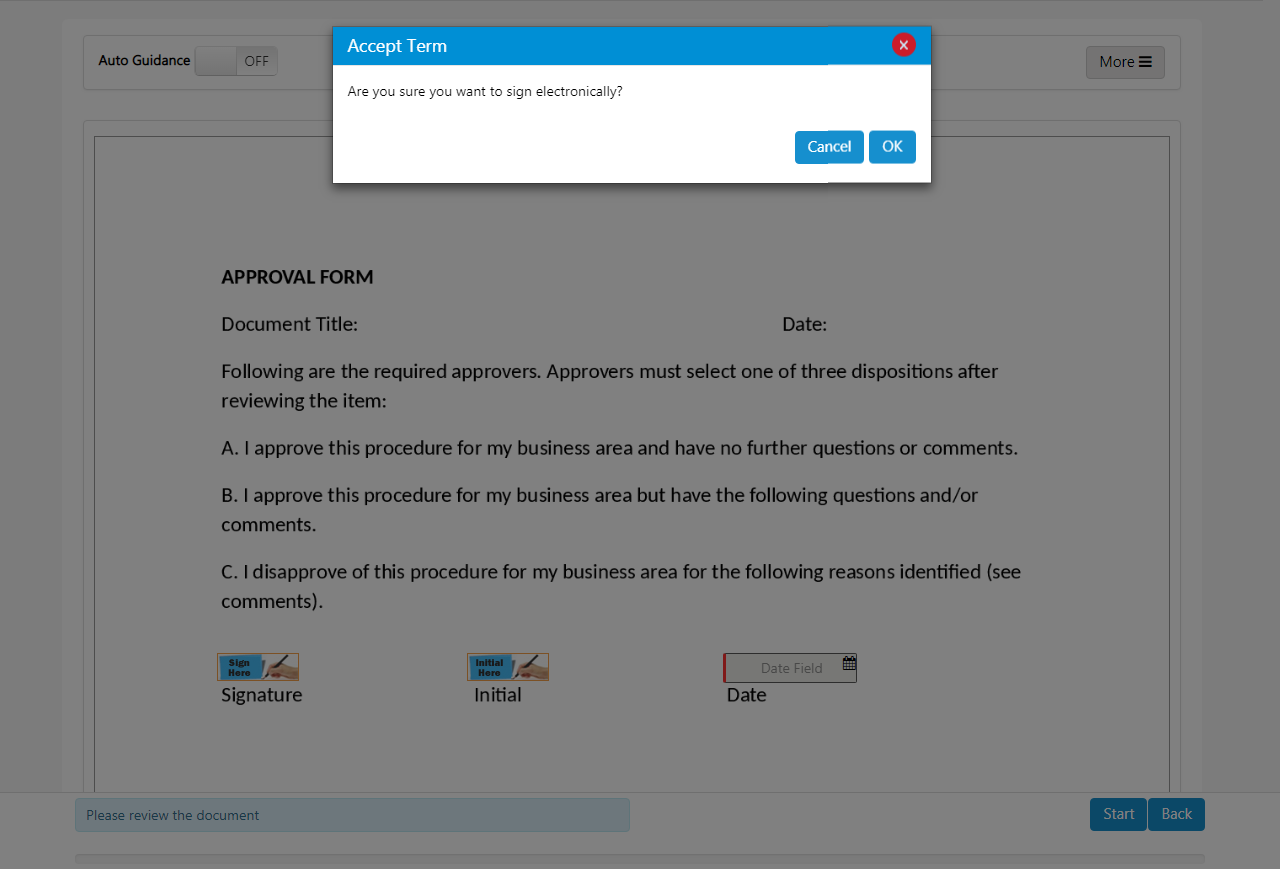 Accept Term
Auto Guidance OFF
More
Are you sure you want to sign electronically?
Cancel OK
APPROVAL FORM
Document Title: Date:
Following are the required approvers. Approvers must select one of three dispositions after
reviewing the item:
A. I approve this procedure for my business area and have no further questions or comments.
B. I approve this procedure for my business area but have the following questions and/or
comments.
C. I disapprove of this procedure for my business area for the following reasons identified (see
comments).
Sign
Here
Initial
Here
Date Field
Signature Initial Date
Please review the document
Start Back